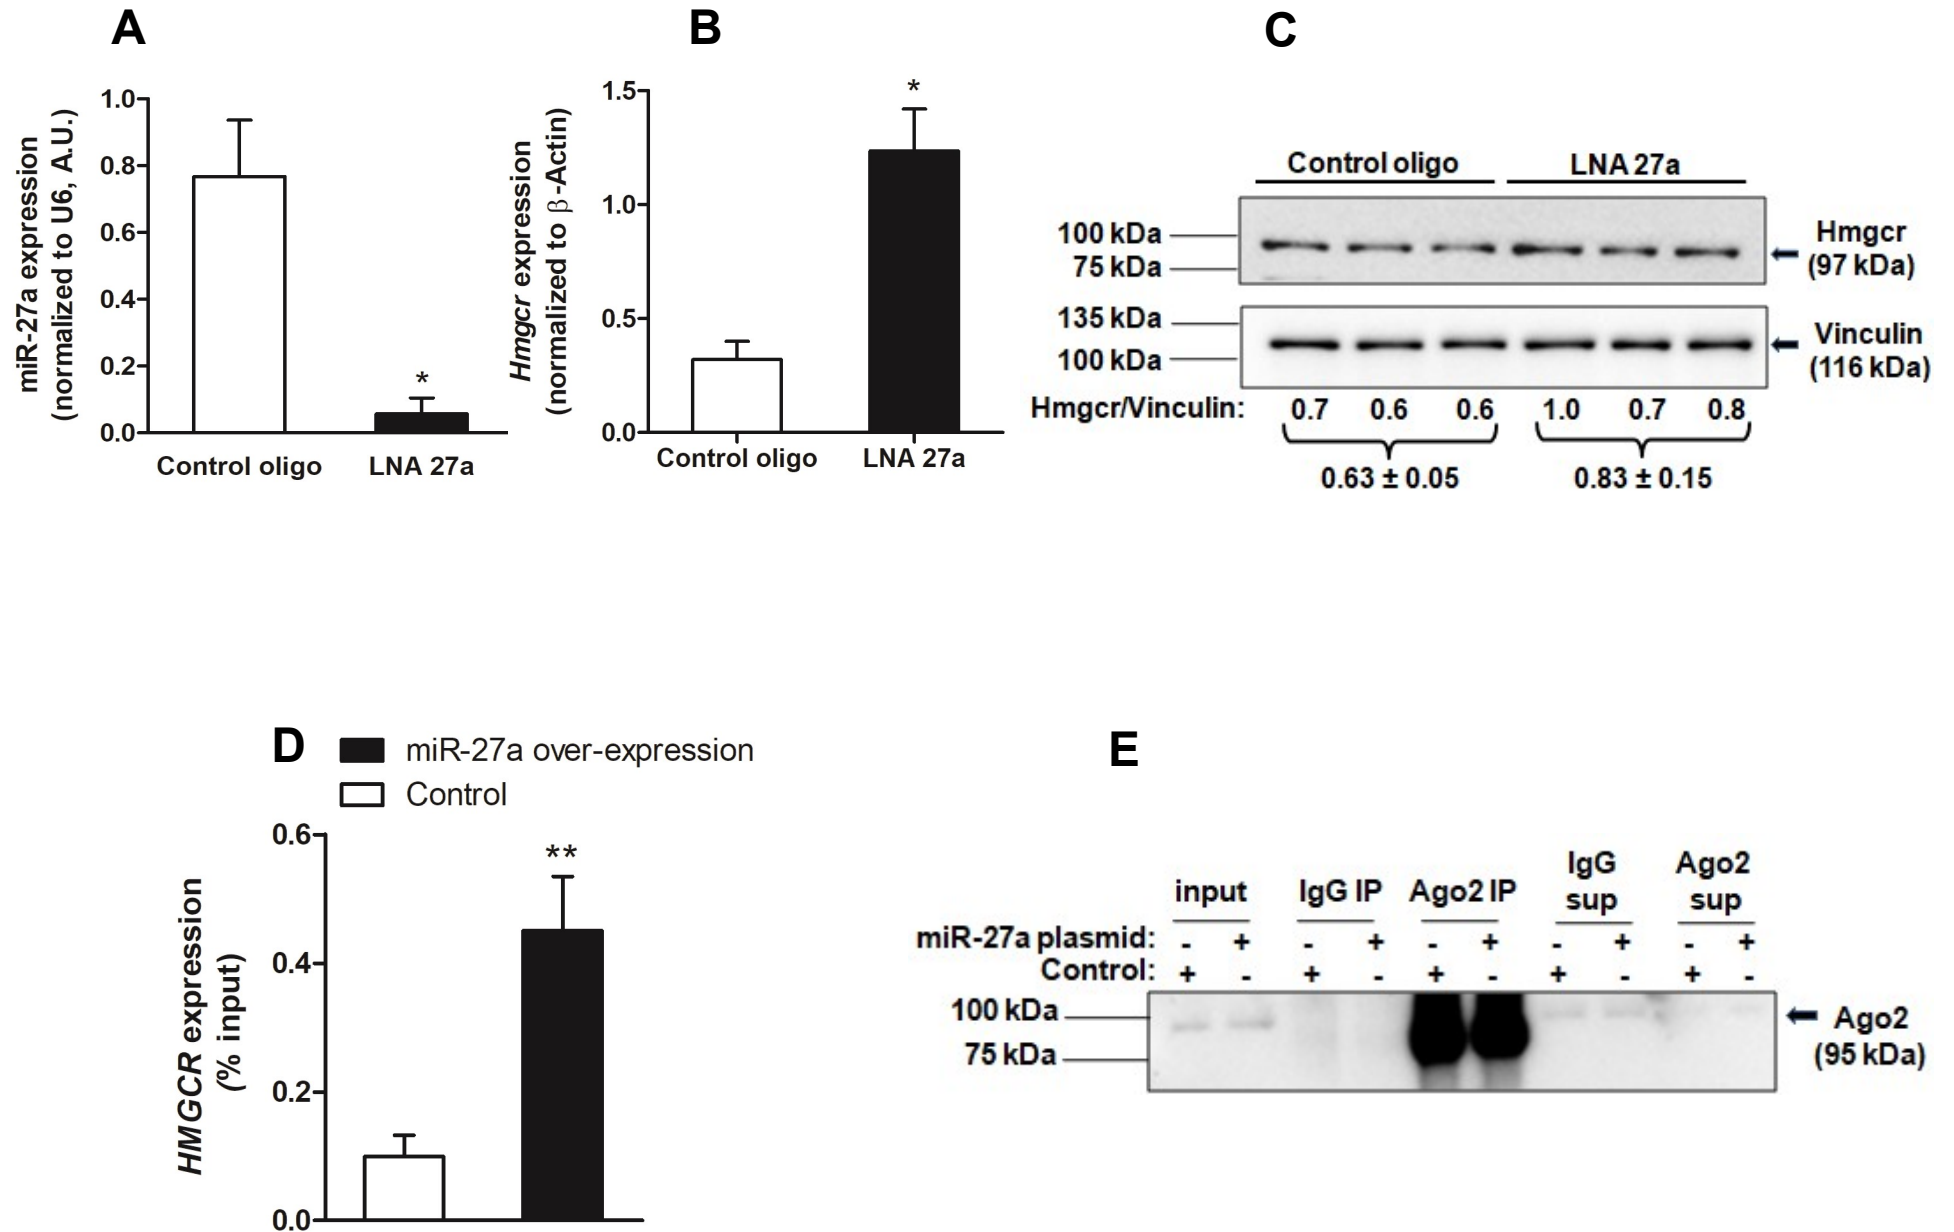 A
miR-27a expression
(normalized to U6, A.U.)
1.0
0.8
0.6
0.4
0.2
0.0
*
Control oligo LNA 27a
B
Hmgcr expression
(normalized to β-Actin)
1.5
1.0
0.5
0.0
*
Control oligo LNA 27a
C
Control oligo LNA 27a
100 kDa
75 kDa
Hmgcr
(97 kDa)
135 kDa
100 kDa
Vinculin
(116 kDa)
Hmgcr/Vinculin: 0.7 0.6 0.6 1.0 0.7 0.8
0.63 ± 0.05 0.83 ± 0.15
D
miR-27a over-expression
Control
HMGCR expression
(% input)
0.6
0.4
0.2
0.0
**
E
input IgG IP Ago2 IP IgG sup Ago2 sup
miR-27a plasmid: - + - + - + - + - +
Control: + - + - + - + - + -
100 kDa
75 kDa
Ago2
(95 kDa)